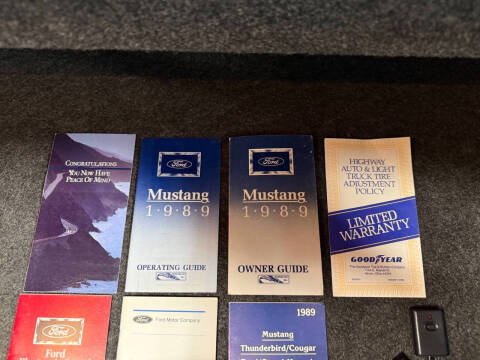 CONGRATULATIONS
YOU NOW HAVE
PEACE OF MIND
Ford
Mustang
1·9·8·9
OPERATING GUIDE
Ford
Mustang
1·9·8·9
OWNER GUIDE
HIGHWAY
AUTO & LIGHT
TRUCK TIRE
ADJUSTMENT
POLICY
LIMITED
WARRANTY
GOODYEAR
Ford
Ford
Ford
Ford Motor Company
1989
Mustang
Thunderbird/Cougar